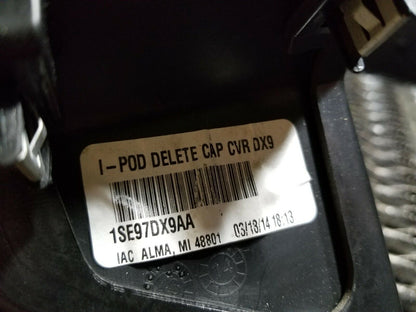 I-POD DELETE CAP CVR DX9
1SE97DX9AA
IAC ALMA, MI 48801 03/18/14 18:13